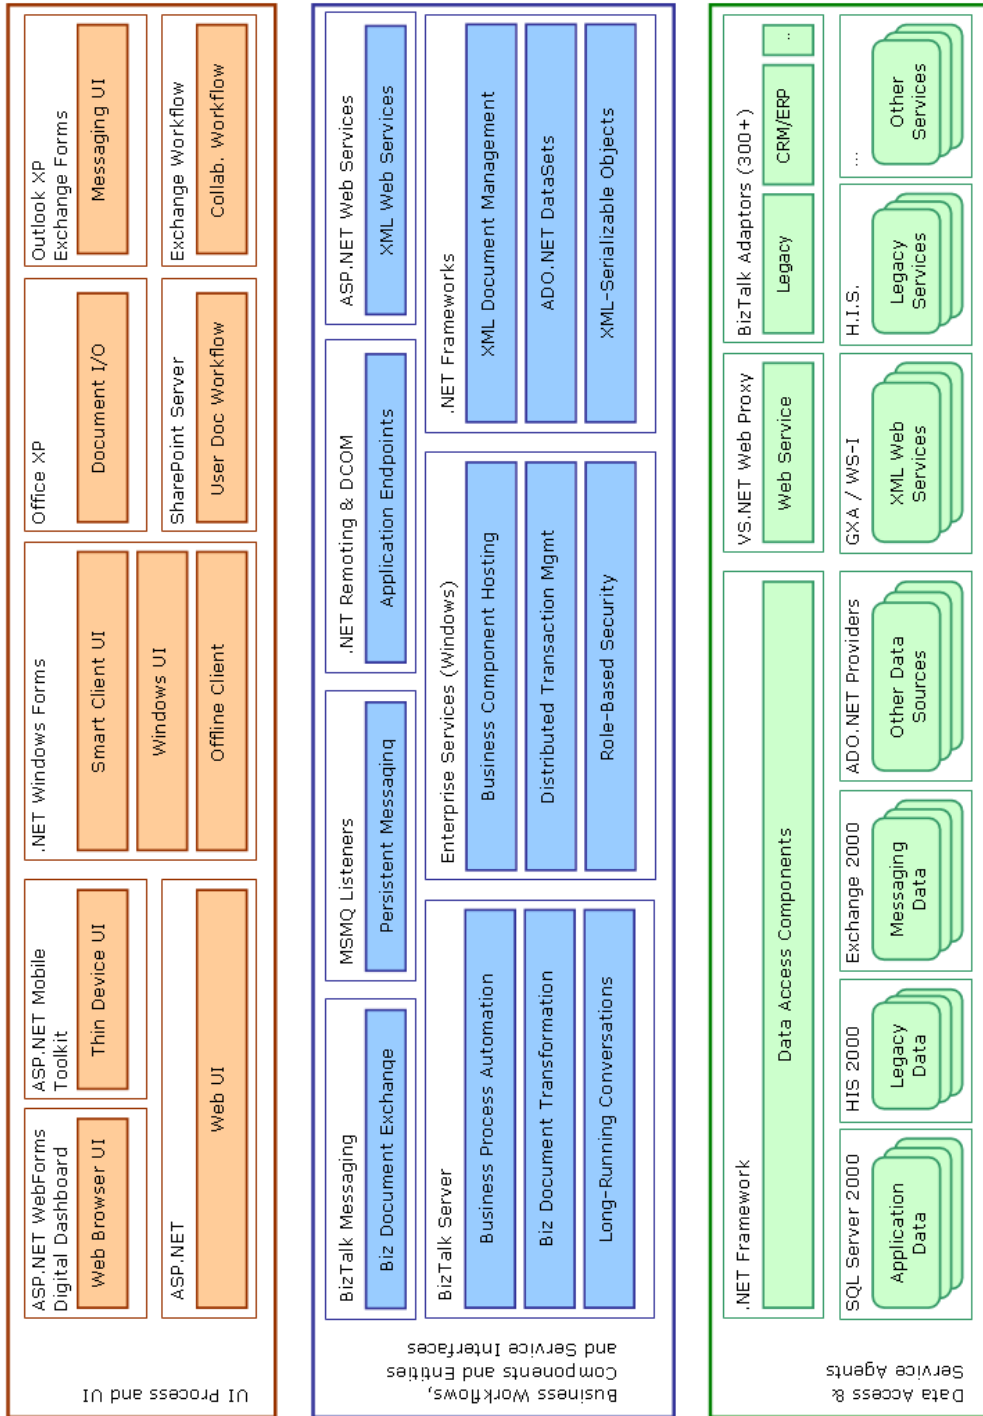 UI Process and UI
ASP.NET WebForms
Digital Dashboard
Web Browser UI
ASP.NET Mobile
Toolkit
Thin Device UI
.NET Windows Forms
Smart Client UI
Windows UI
Offline Client
Office XP
Document I/O
Outlook XP
Exchange Forms
Messaging UI
ASP.NET
Web UI
SharePoint Server
User Doc Workflow
Exchange Workflow
Collab. Workflow
Business Workflows,
Components and Entities
and Service Interfaces
BizTalk Messaging
Biz Document Exchange
MSMQ Listeners
Persistent Messaging
.NET Remoting & DCOM
Application Endpoints
ASP.NET Web Services
XML Web Services
BizTalk Server
Business Process Automation
Biz Document Transformation
Long-Running Conversations
Enterprise Services (Windows)
Business Component Hosting
Distributed Transaction Mgmt
Role-Based Security
.NET Frameworks
XML Document Management
ADO.NET DataSets
XML-Serializable Objects
Data Access &
Service Agents
.NET Framework
Data Access Components
VS.NET Web Proxy
Web Service
BizTalk Adaptors (300+)
Legacy
CRM/ERP
..
SQL Server 2000
Application
Data
HIS 2000
Legacy
Data
Exchange 2000
Messaging
Data
ADO.NET Providers
Other Data
Sources
GXA / WS-I
XML Web
Services
H.I.S.
Legacy
Services
...
Other
Services